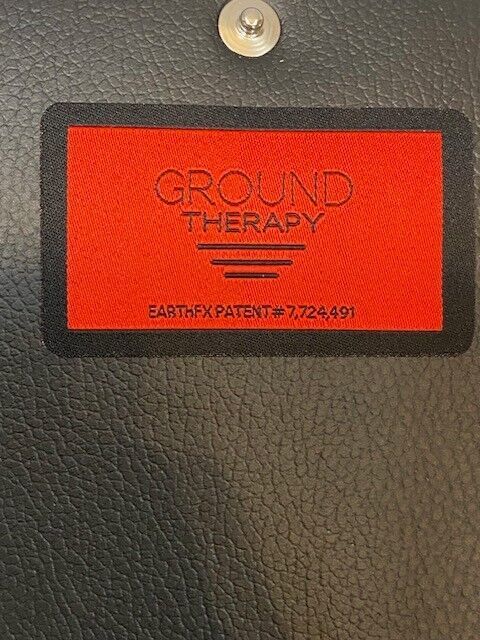 GROUND
THERAPY
EARTHFX PATENT# 7,724,491